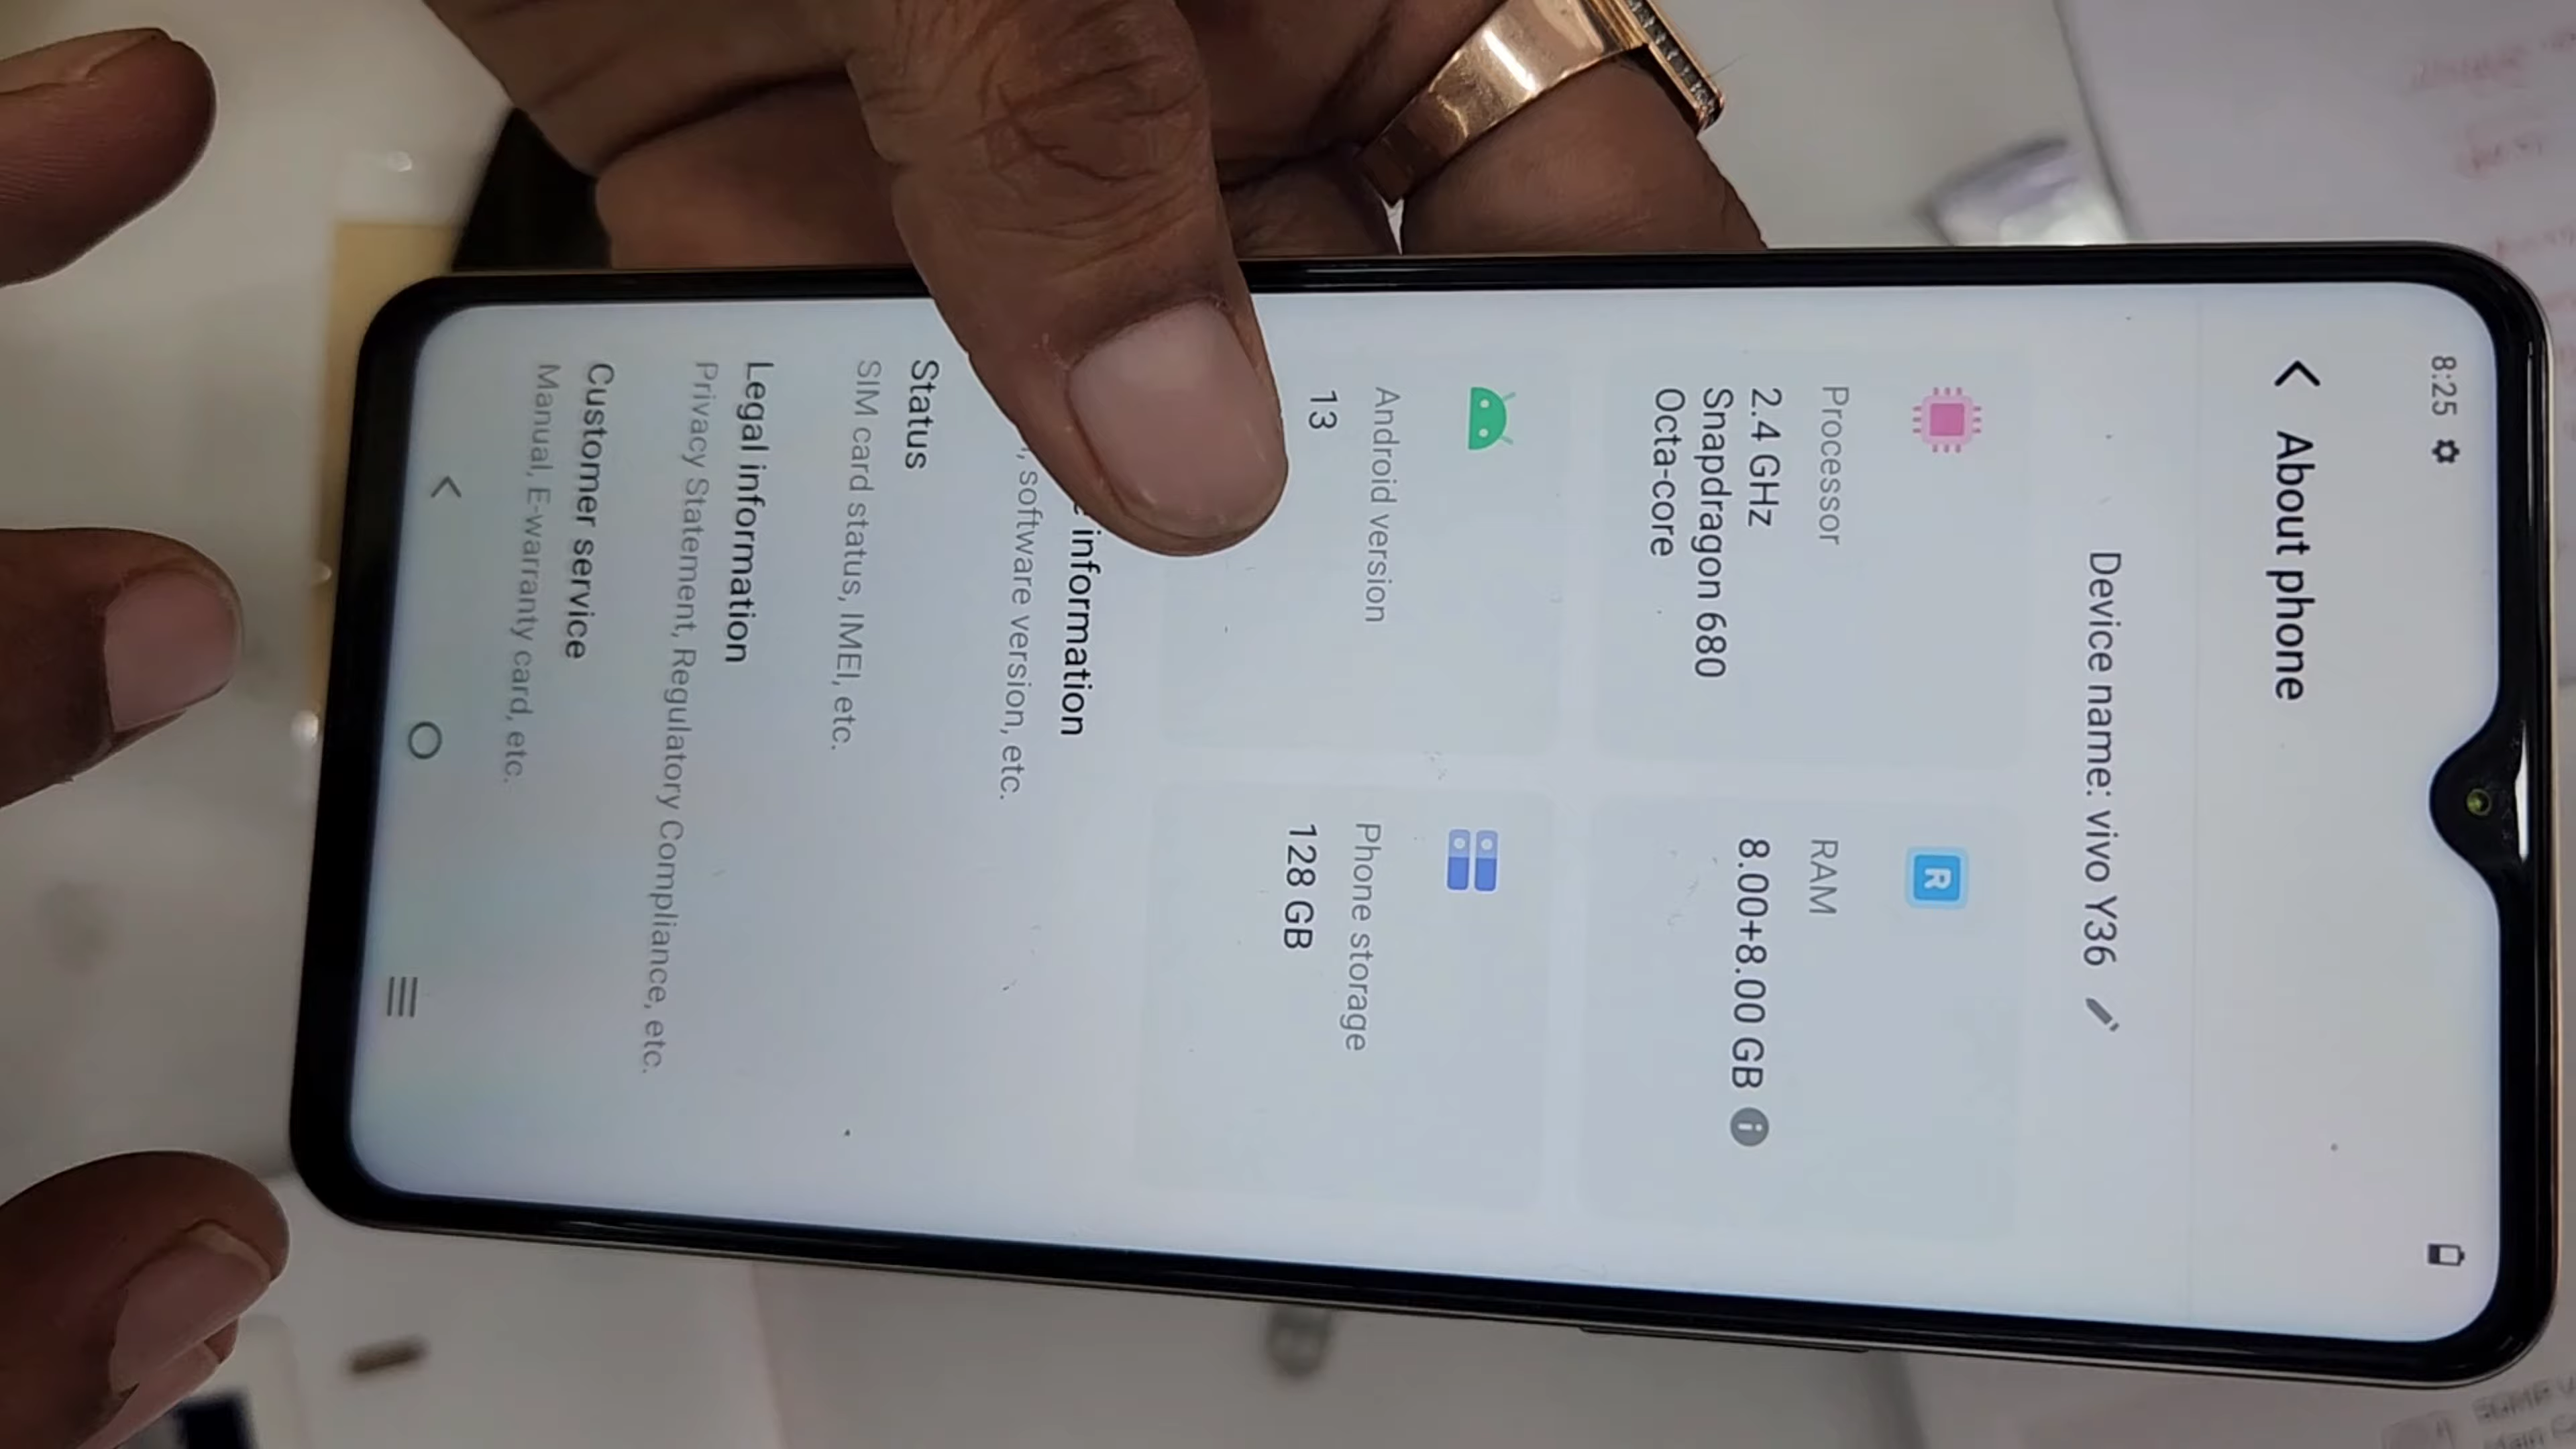 8:25
About phone
Device name: vivo Y36
Processor
2.4 GHz
Snapdragon 680
Octa-core
R
RAM
8.00+8.00 GB
Android version
13
Phone storage
128 GB
information
, software version, etc.
Status
SIM card status, IMEI, etc.
Legal information
Privacy Statement, Regulatory Compliance, etc.
Customer service
Manual, E-warranty card, etc.